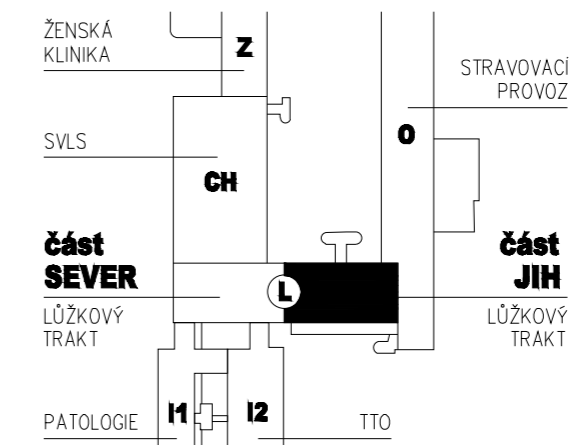 ŽENSKÁ
KLINIKA
Z
STRAVOVACÍ
PROVOZ
O
SVLS
CH
část
SEVER
L
část
JIH
LŮŽKOVÝ
TRAKT
LŮŽKOVÝ
TRAKT
PATOLOGIE
I1
I2
TTO